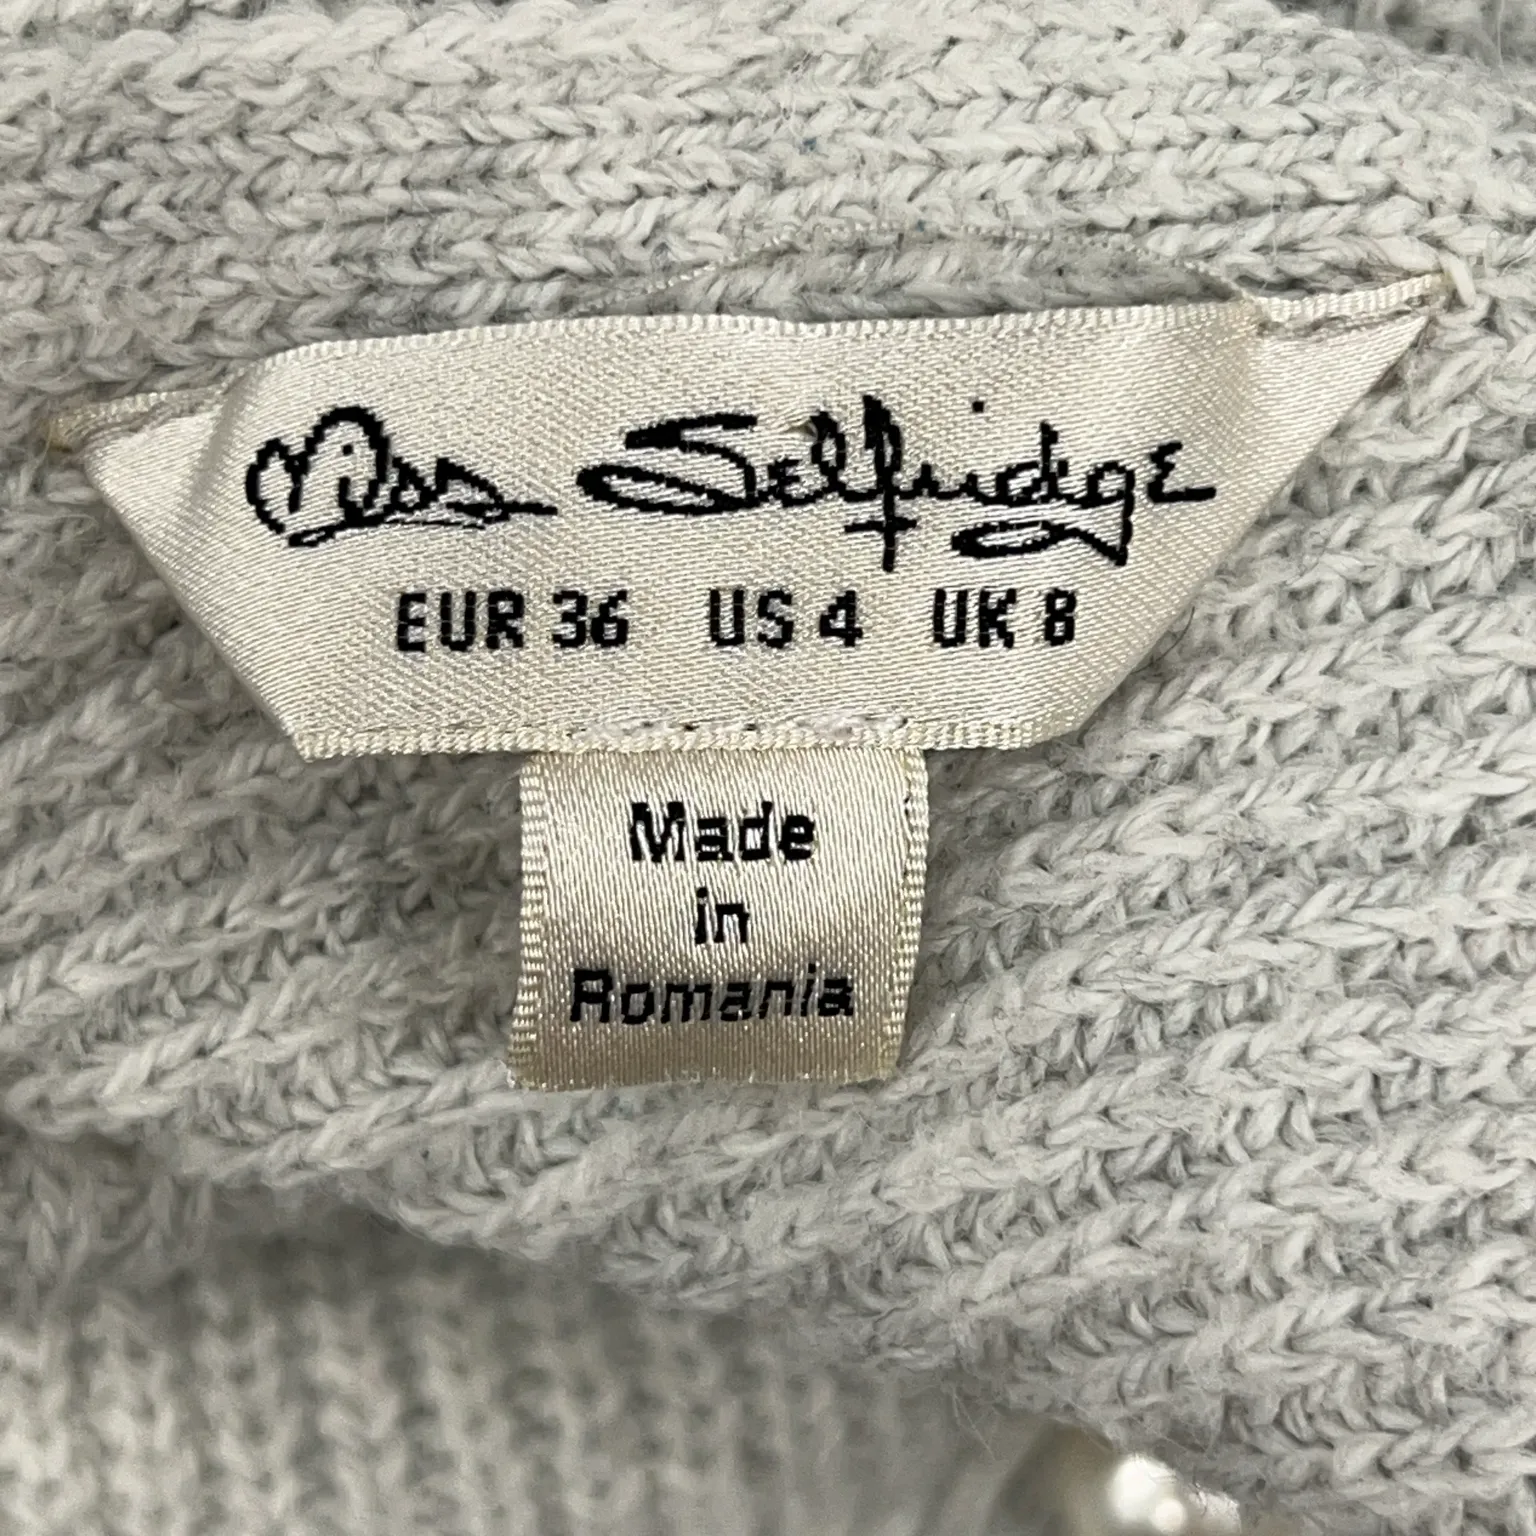 Miss Selfridge
EUR 36 US 4 UK 8
Made
in
Romania